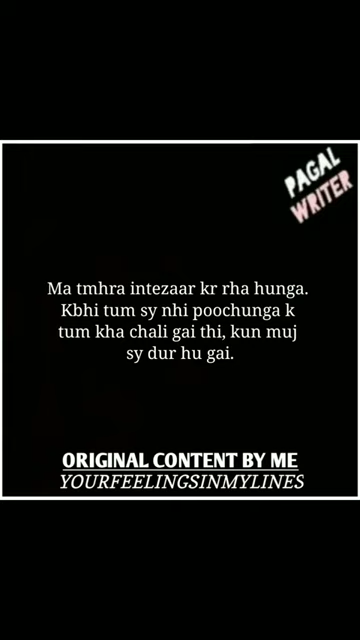 PAGAL
WRITER
Ma tmhra intezaar kr rha hunga.
Kbhi tum sy nhi poochunga k
tum kha chali gai thi, kun muj
sy dur hu gai.
ORIGINAL CONTENT BY ME
YOURFEELINGSINMYLINES